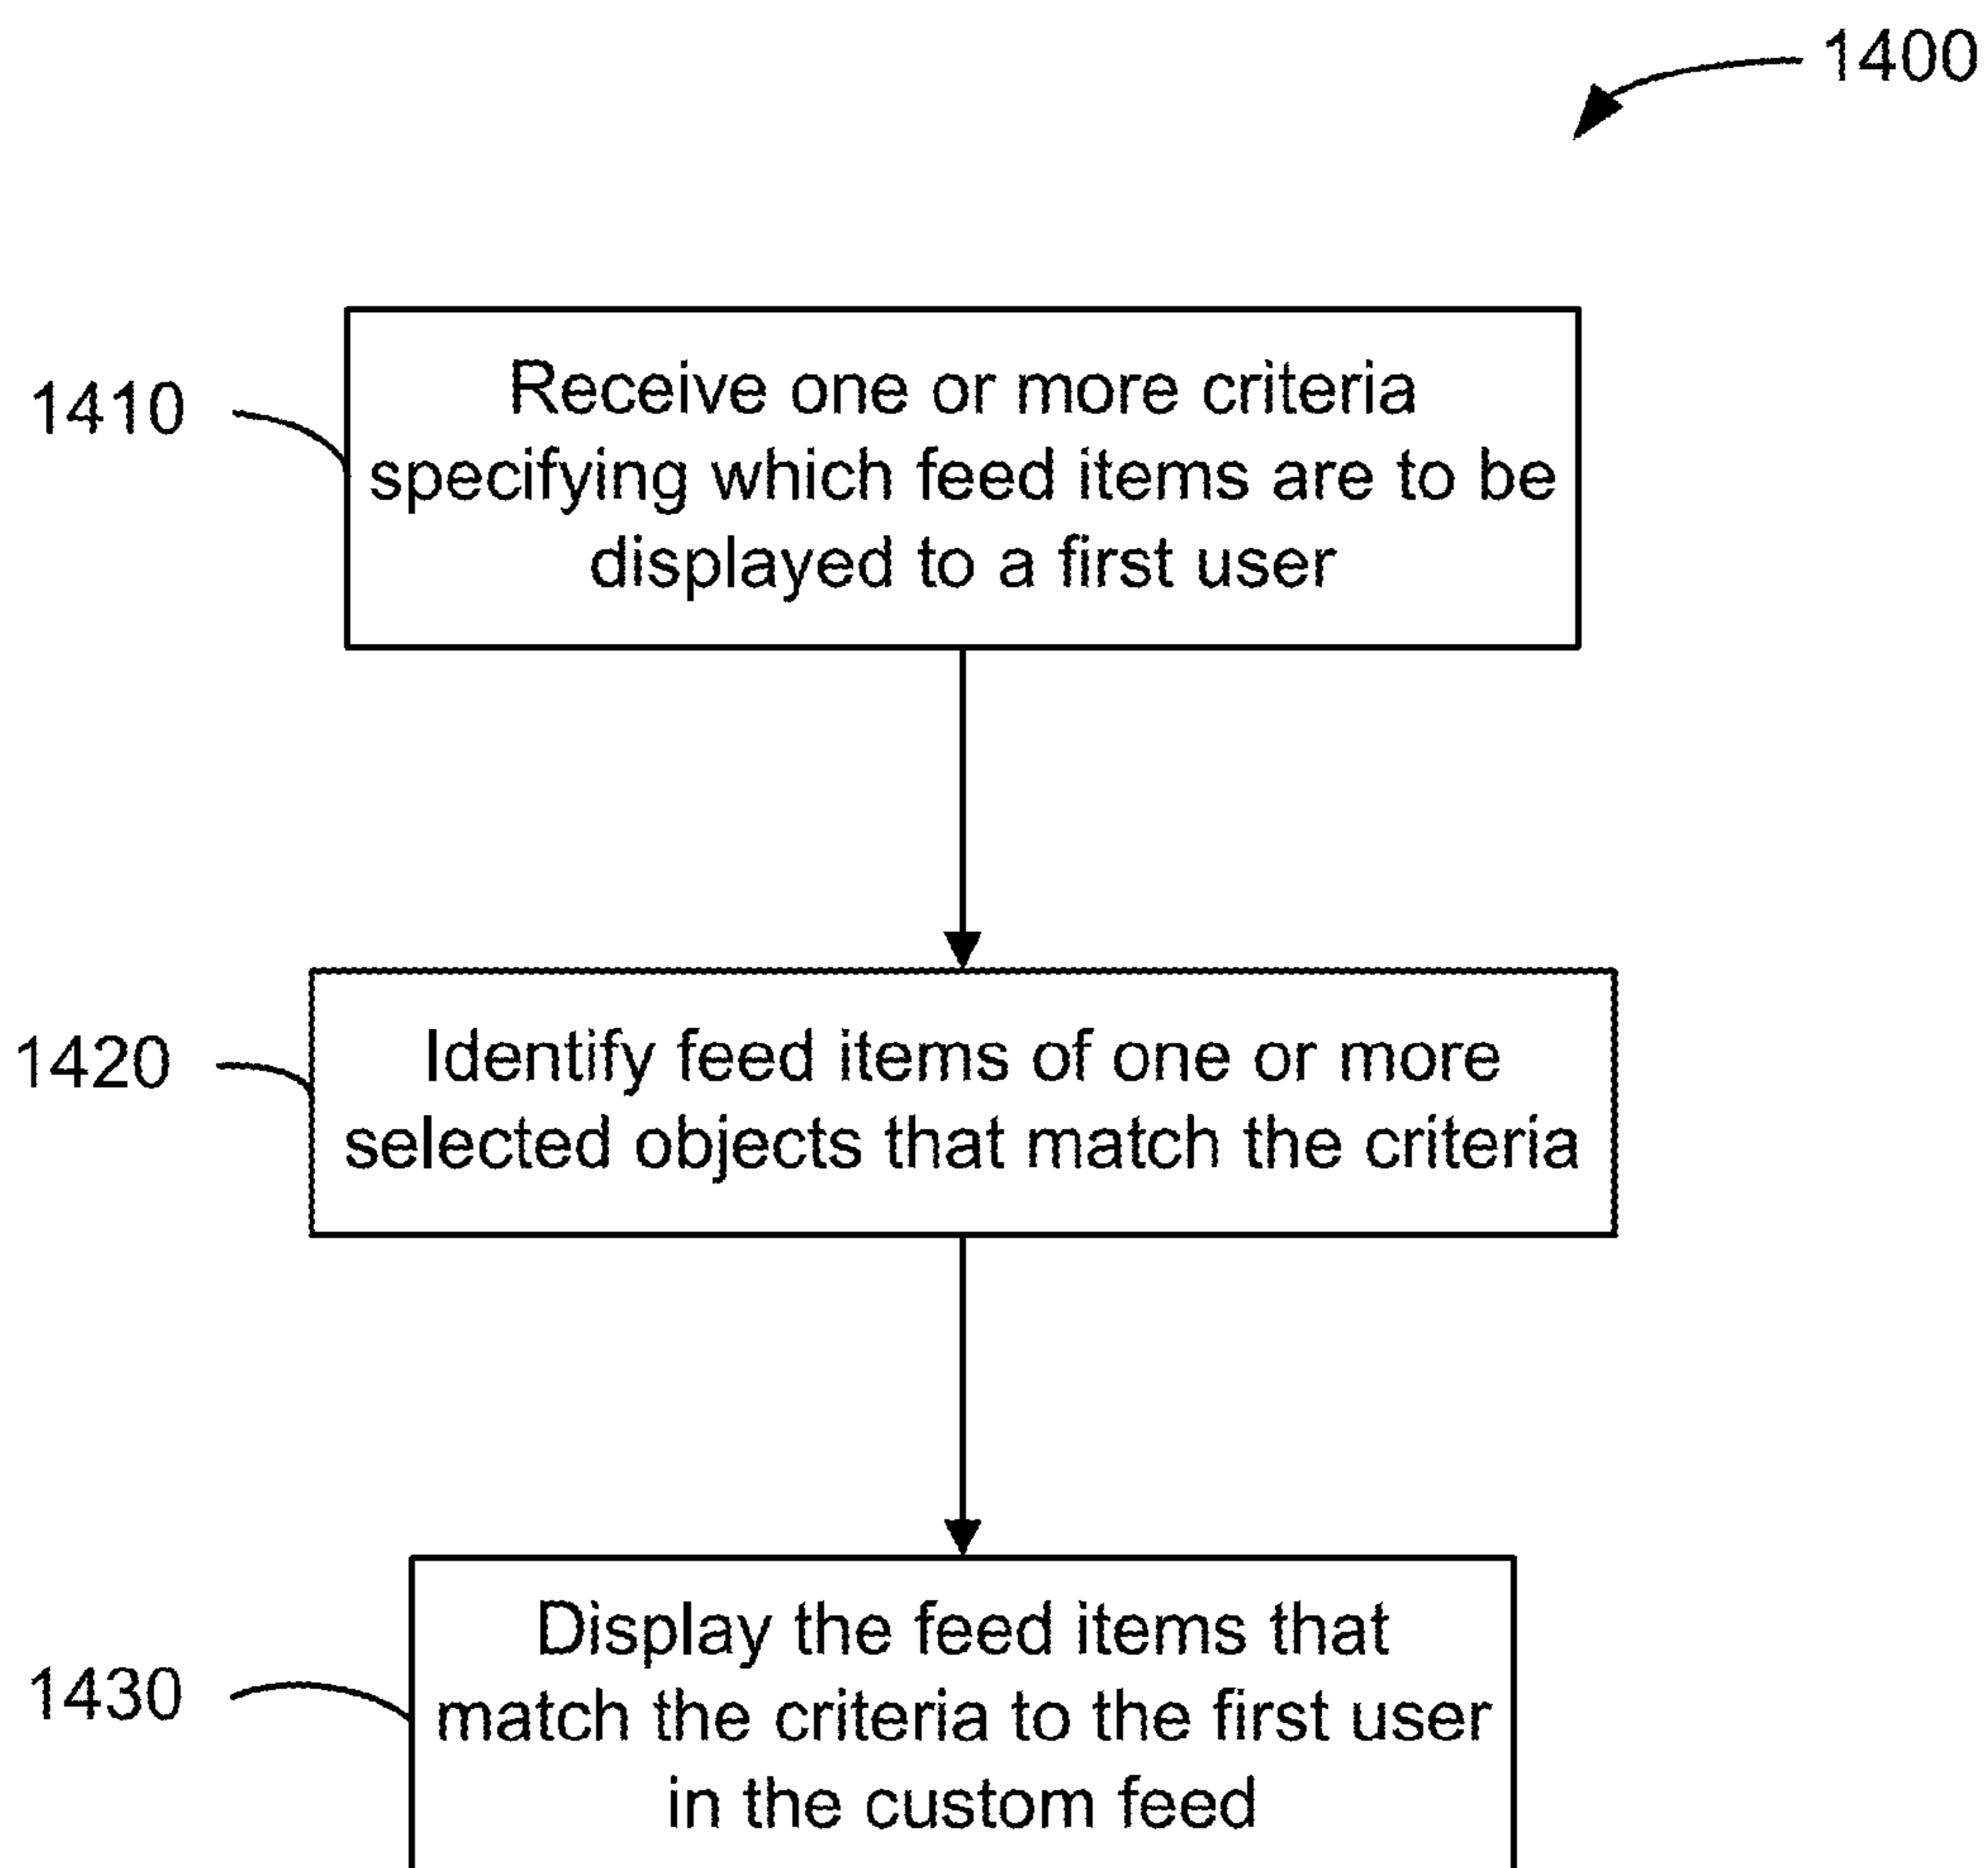 1400
1410
Receive one or more criteria
specifying which feed items are to be
displayed to a first user
1420
Identify feed items of one or more
selected objects that match the criteria
1430
Display the feed items that
match the criteria to the first user
in the custom feed